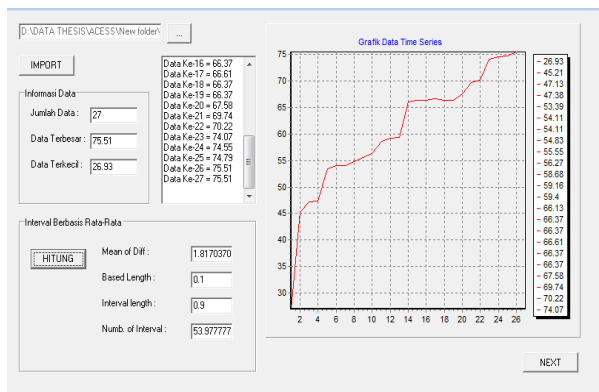 D:\DATA THESIS\ACESS\New folder\
...
IMPORT
Informasi Data
Jumlah Data :
27
Data Terbesar :
75.51
Data Terkecil :
26.93
Data Ke-16 = 66.37
Data Ke-17 = 66.61
Data Ke-18 = 66.37
Data Ke-19 = 66.37
Data Ke-20 = 67.58
Data Ke-21 = 69.74
Data Ke-22 = 70.22
Data Ke-23 = 74.07
Data Ke-24 = 74.55
Data Ke-25 = 74.79
Data Ke-26 = 75.51
Data Ke-27 = 75.51
Interval Berbasis Rata-Rata
HITUNG
Mean of Diff :
1.8170370
Based Length :
0.1
Interval length :
0.9
Numb. of Interval :
53.977777
Grafik Data Time Series
75
70
65
60
55
50
45
40
35
30
2 4 6 8 10 12 14 16 18 20 22 24 26
26.93
45.21
47.13
47.38
53.39
54.11
54.11
54.83
55.55
56.27
58.68
59.16
59.4
66.13
66.37
66.37
66.61
66.37
66.37
67.58
69.74
70.22
74.07
NEXT